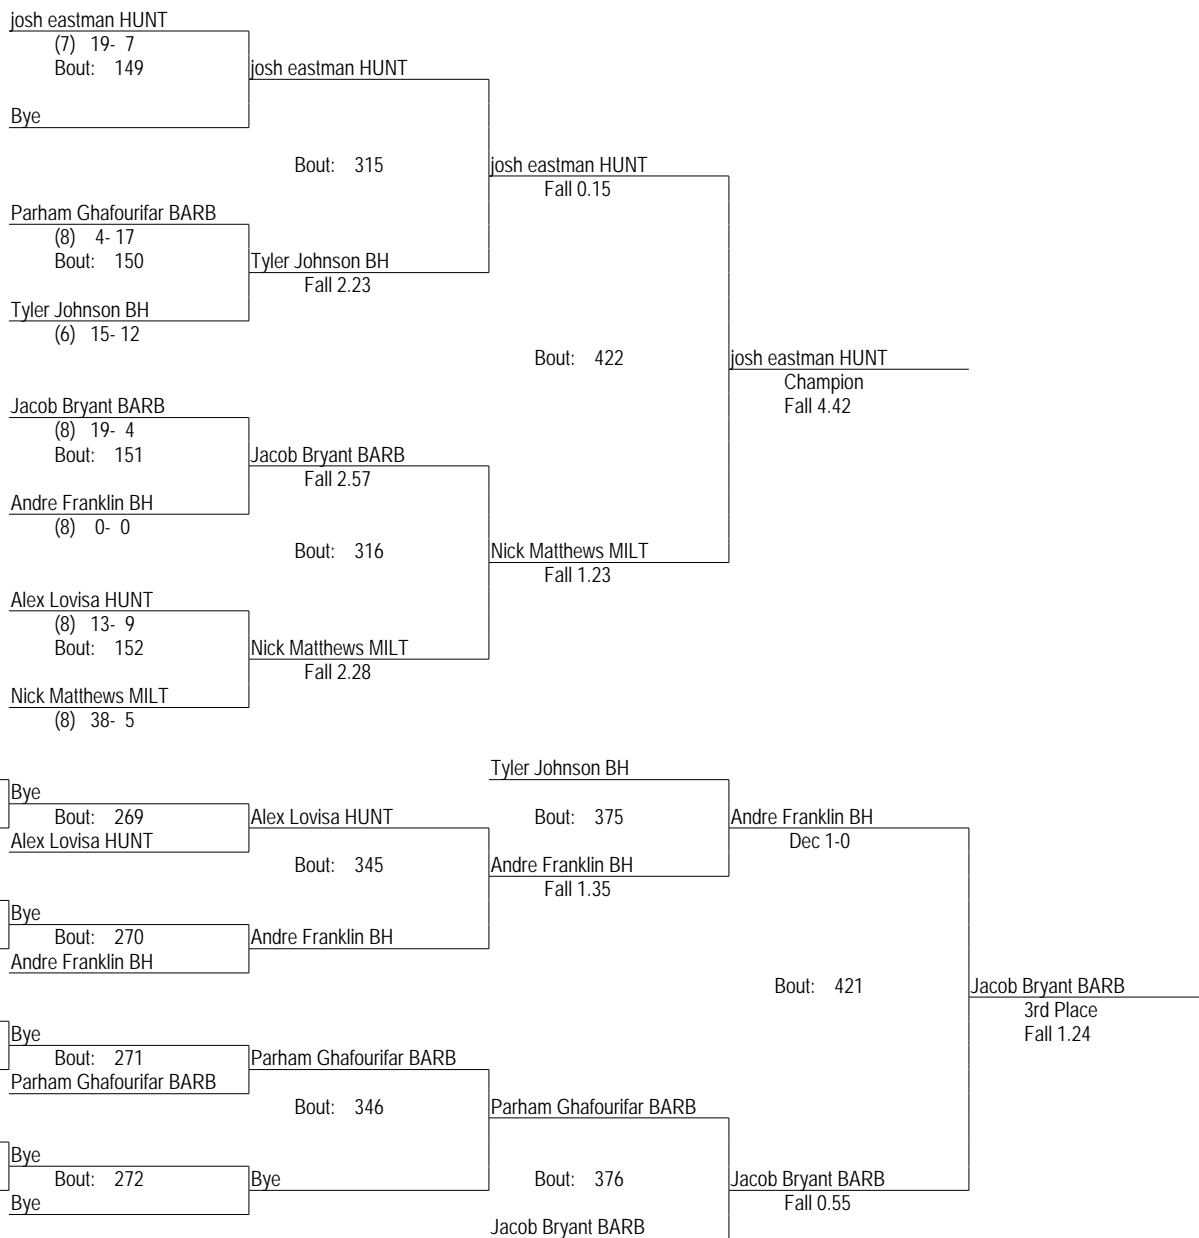 josh eastman HUNT
(7) 19- 7
Bout: 149
josh eastman HUNT
Bye
Bout: 315
josh eastman HUNT
Fall 0.15
Parham Ghafourifar BARB
(8) 4- 17
Bout: 150
Tyler Johnson BH
Fall 2.23
Tyler Johnson BH
(6) 15- 12
Bout: 422
josh eastman HUNT
Champion
Fall 4.42
Jacob Bryant BARB
(8) 19- 4
Bout: 151
Jacob Bryant BARB
Fall 2.57
Andre Franklin BH
(8) 0- 0
Bout: 316
Nick Matthews MILT
Fall 1.23
Alex Lovisa HUNT
(8) 13- 9
Bout: 152
Nick Matthews MILT
Fall 2.28
Nick Matthews MILT
(8) 38- 5
Tyler Johnson BH
Bye
Bout: 269
Alex Lovisa HUNT
Bout: 375
Andre Franklin BH
Dec 1-0
Alex Lovisa HUNT
Bout: 345
Andre Franklin BH
Fall 1.35
Bye
Bout: 270
Andre Franklin BH
Andre Franklin BH
Bout: 421
Jacob Bryant BARB
3rd Place
Fall 1.24
Bye
Bout: 271
Parham Ghafourifar BARB
Parham Ghafourifar BARB
Bout: 346
Parham Ghafourifar BARB
Bye
Bout: 272
Bye
Bout: 376
Jacob Bryant BARB
Fall 0.55
Bye
Jacob Bryant BARB